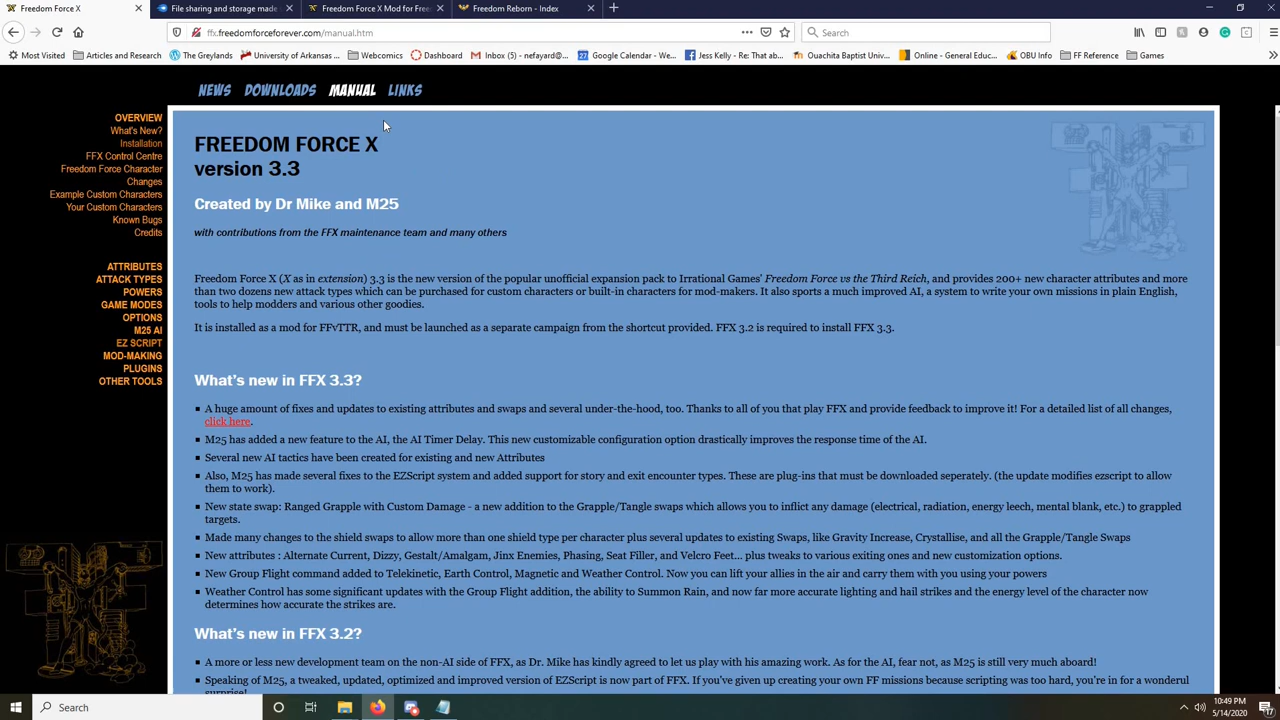 Freedom Force X
File sharing and storage made
Freedom Force X Mod for Free
Freedom Reborn - Index
ffx.freedomforceforever.com/manual.htm
Search
Most Visited
Articles and Research
The Greylands
University of Arkansas ...
Webcomics
Dashboard
Inbox (5) - nefayard@...
Google Calendar - We...
Jess Kelly - Re: That ab...
Ouachita Baptist Univ...
Online - General Educ...
OBU Info
FF Reference
Games
NEWS
DOWNLOADS
MANUAL
LINKS
OVERVIEW
What's New?
Installation
FFX Control Centre
Freedom Force Character
Changes
Example Custom Characters
Your Custom Characters
Known Bugs
Credits
ATTRIBUTES
ATTACK TYPES
POWERS
GAME MODES
OPTIONS
M25 AI
EZ SCRIPT
MOD-MAKING
PLUGINS
OTHER TOOLS
FREEDOM FORCE X
version 3.3
Created by Dr Mike and M25
with contributions from the FFX maintenance team and many others
Freedom Force X (X as in extension) 3.3 is the new version of the popular unofficial expansion pack to Irrational Games' Freedom Force vs the Third Reich, and provides 200+ new character attributes and more
than two dozens new attack types which can be purchased for custom characters or built-in characters for mod-makers. It also sports a much improved AI, a system to write your own missions in plain English,
tools to help modders and various other goodies.
It is installed as a mod for FFvTTR, and must be launched as a separate campaign from the shortcut provided. FFX 3.2 is required to install FFX 3.3.
What's new in FFX 3.3?
A huge amount of fixes and updates to existing attributes and swaps and several under-the-hood, too. Thanks to all of you that play FFX and provide feedback to improve it! For a detailed list of all changes,
click here.
M25 has added a new feature to the AI, the AI Timer Delay. This new customizable configuration option drastically improves the response time of the AI.
Several new AI tactics have been created for existing and new Attributes
Also, M25 has made several fixes to the EZScript system and added support for story and exit encounter types. These are plug-ins that must be downloaded seperately. (the update modifies ezscript to allow
them to work).
New state swap: Ranged Grapple with Custom Damage - a new addition to the Grapple/Tangle swaps which allows you to inflict any damage (electrical, radiation, energy leech, mental blank, etc.) to grappled
targets.
Made many changes to the shield swaps to allow more than one shield type per character plus several updates to existing Swaps, like Gravity Increase, Crystallise, and all the Grapple/Tangle Swaps
New attributes : Alternate Current, Dizzy, Gestalt/Amalgam, Jinx Enemies, Phasing, Seat Filler, and Velcro Feet... plus tweaks to various exiting ones and new customization options.
New Group Flight command added to Telekinetic, Earth Control, Magnetic and Weather Control. Now you can lift your allies in the air and carry them with you using your powers
Weather Control has some significant updates with the Group Flight addition, the ability to Summon Rain, and now far more accurate lighting and hail strikes and the energy level of the character now
determines how accurate the strikes are.
What's new in FFX 3.2?
A more or less new development team on the non-AI side of FFX, as Dr. Mike has kindly agreed to let us play with his amazing work. As for the AI, fear not, as M25 is still very much aboard!
Speaking of M25, a tweaked, updated, optimized and improved version of EZScript is now part of FFX. If you've given up creating your own FF missions because scripting was too hard, you're in for a wonderful
surprise!
Search
10:49 PM
5/14/2020
17